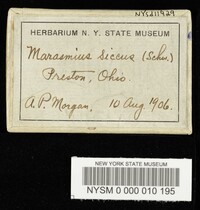 NYSd1929
HERBARIUM N. Y. STATE MUSEUM
Marasmius siccus (Schw.)
Preston, Ohio.
A. P. Morgan. 10 Aug. 1906.
NEW YORK STATE MUSEUM
NYSM 0 000 010 195